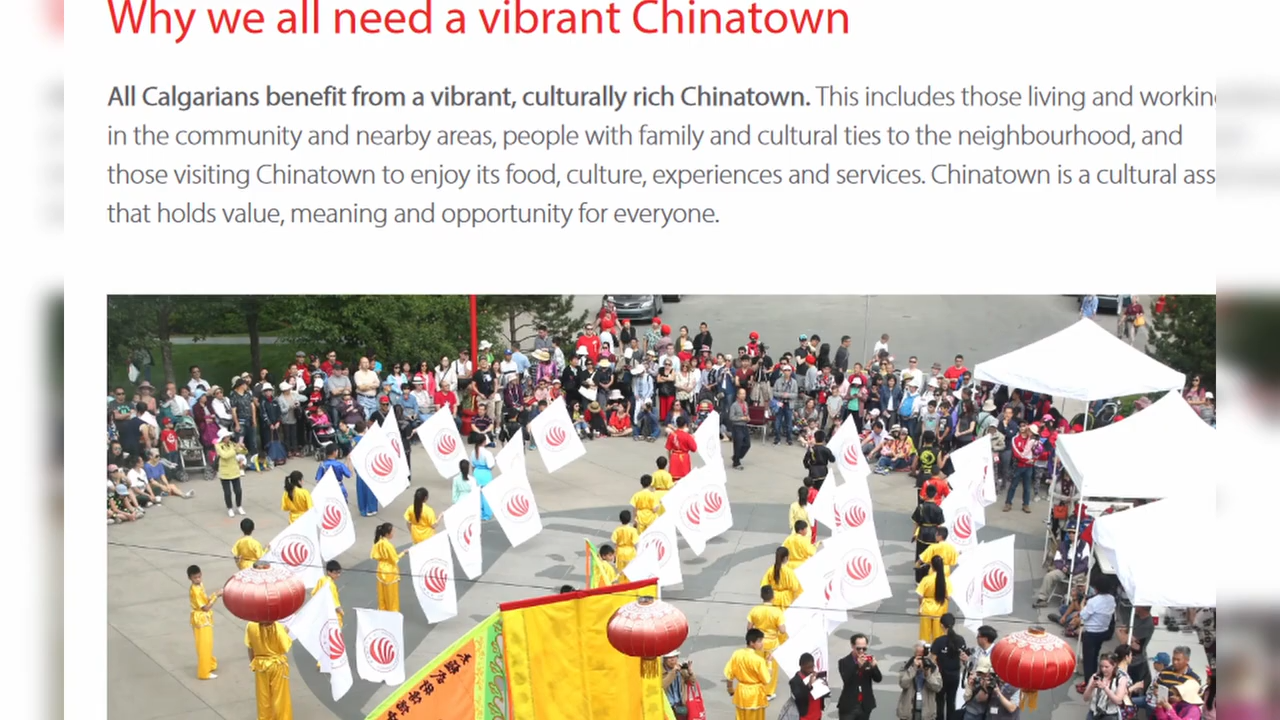 Why we all need a vibrant Chinatown
All Calgarians benefit from a vibrant, culturally rich Chinatown. This includes those living and workin
in the community and nearby areas, people with family and cultural ties to the neighbourhood, and
those visiting Chinatown to enjoy its food, culture, experiences and services. Chinatown is a cultural ass
that holds value, meaning and opportunity for everyone.